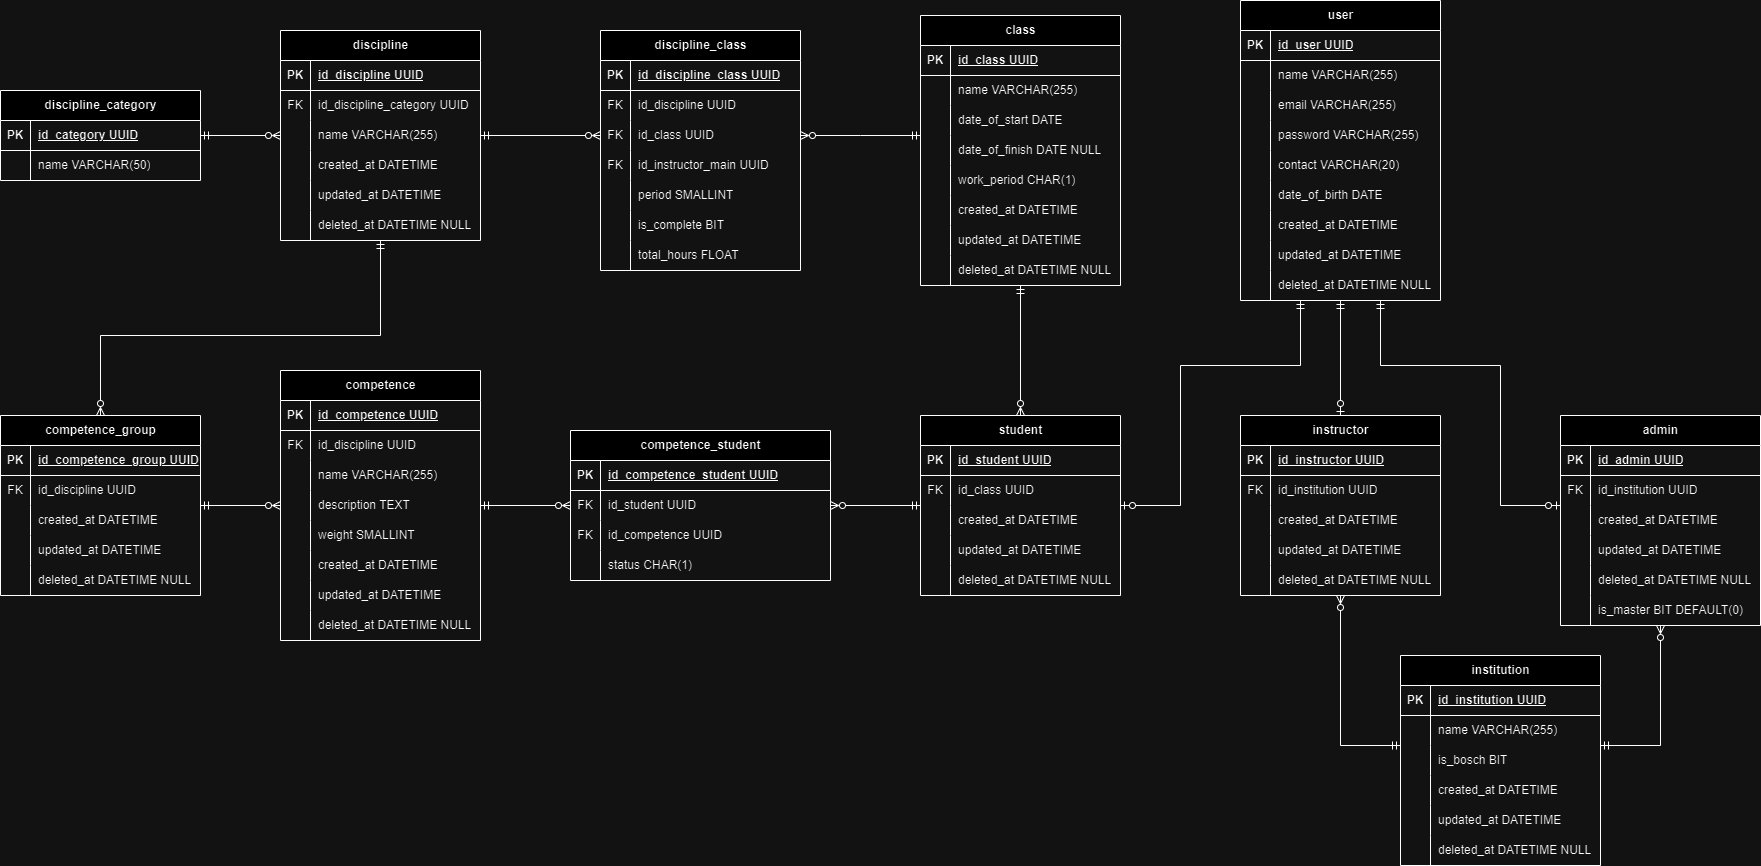 discipline_category
PK id_category UUID
name VARCHAR(50)
discipline
PK id_discipline UUID
FK id_discipline_category UUID
name VARCHAR(255)
created_at DATETIME
updated_at DATETIME
deleted_at DATETIME NULL
discipline_class
PK id_discipline_class UUID
FK id_discipline UUID
FK id_class UUID
FK id_instructor_main UUID
period SMALLINT
is_complete BIT
total_hours FLOAT
class
PK id_class UUID
name VARCHAR(255)
date_of_start DATE
date_of_finish DATE NULL
work_period CHAR(1)
created_at DATETIME
updated_at DATETIME
deleted_at DATETIME NULL
user
PK id_user UUID
name VARCHAR(255)
email VARCHAR(255)
password VARCHAR(255)
contact VARCHAR(20)
date_of_birth DATE
created_at DATETIME
updated_at DATETIME
deleted_at DATETIME NULL
competence_group
PK id_competence_group UUID
FK id_discipline UUID
created_at DATETIME
updated_at DATETIME
deleted_at DATETIME NULL
competence
PK id_competence UUID
FK id_discipline UUID
name VARCHAR(255)
description TEXT
weight SMALLINT
created_at DATETIME
updated_at DATETIME
deleted_at DATETIME NULL
competence_student
PK id_competence_student UUID
FK id_student UUID
FK id_competence UUID
status CHAR(1)
student
PK id_student UUID
FK id_class UUID
created_at DATETIME
updated_at DATETIME
deleted_at DATETIME NULL
instructor
PK id_instructor UUID
FK id_institution UUID
created_at DATETIME
updated_at DATETIME
deleted_at DATETIME NULL
admin
PK id_admin UUID
FK id_institution UUID
created_at DATETIME
updated_at DATETIME
deleted_at DATETIME NULL
is_master BIT DEFAULT(0)
institution
PK id_institution UUID
name VARCHAR(255)
is_bosch BIT
created_at DATETIME
updated_at DATETIME
deleted_at DATETIME NULL